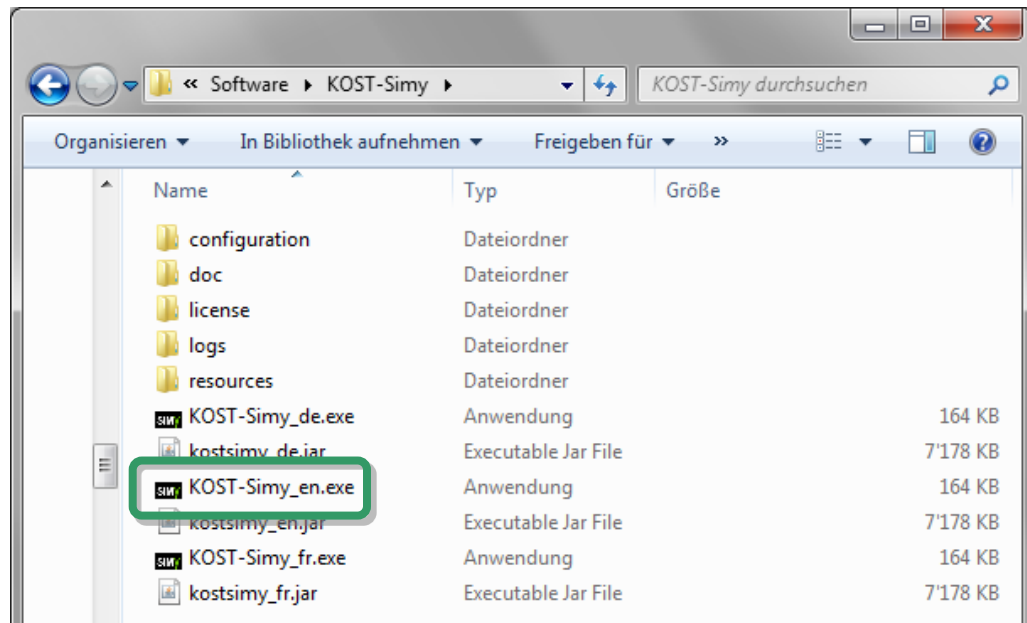 « Software KOST-Simy KOST-Simy durchsuchen
Organisieren In Bibliothek aufnehmen Freigeben für »
Name Typ Größe
configuration Dateiordner
doc Dateiordner
license Dateiordner
logs Dateiordner
resources Dateiordner
SIMY KOST-Simy_de.exe Anwendung 164 KB
kostsimy_de.jar Executable Jar File 7'178 KB
SIMY KOST-Simy_en.exe Anwendung 164 KB
kostsimy_en.jar Executable Jar File 7'178 KB
SIMY KOST-Simy_fr.exe Anwendung 164 KB
kostsimy_fr.jar Executable Jar File 7'178 KB